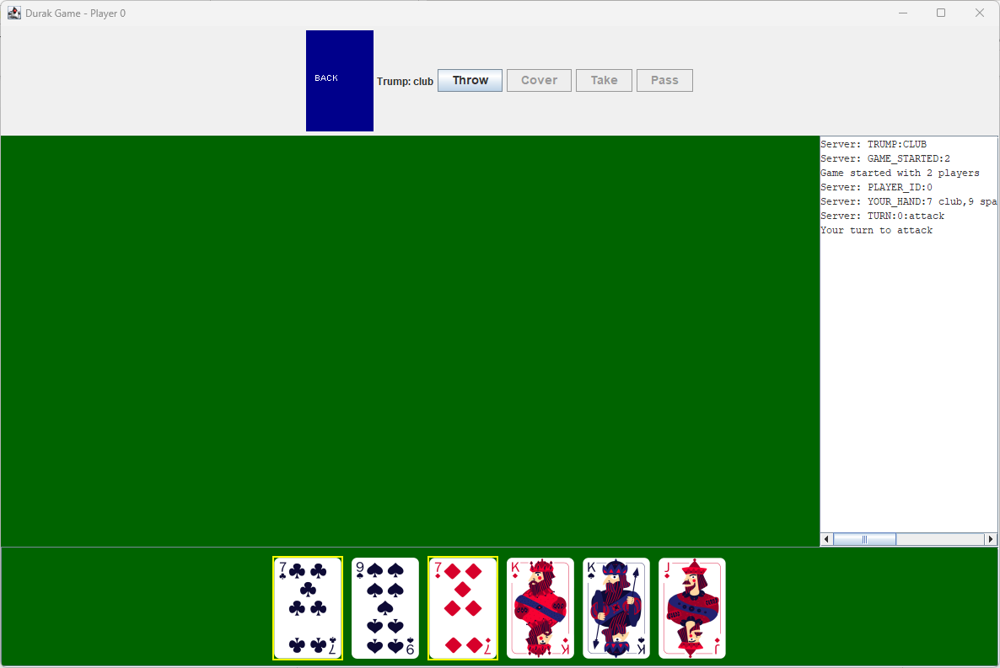 Durak Game - Player 0
BACK
Trump: club
Throw
Cover
Take
Pass
Server: TRUMP:CLUB
Server: GAME_STARTED:2
Game started with 2 players
Server: PLAYER_ID:0
Server: YOUR_HAND:7 club,9 spa
Server: TURN:0:attack
Your turn to attack
7
7
9
9
7
7
K
K
K
K
J
J